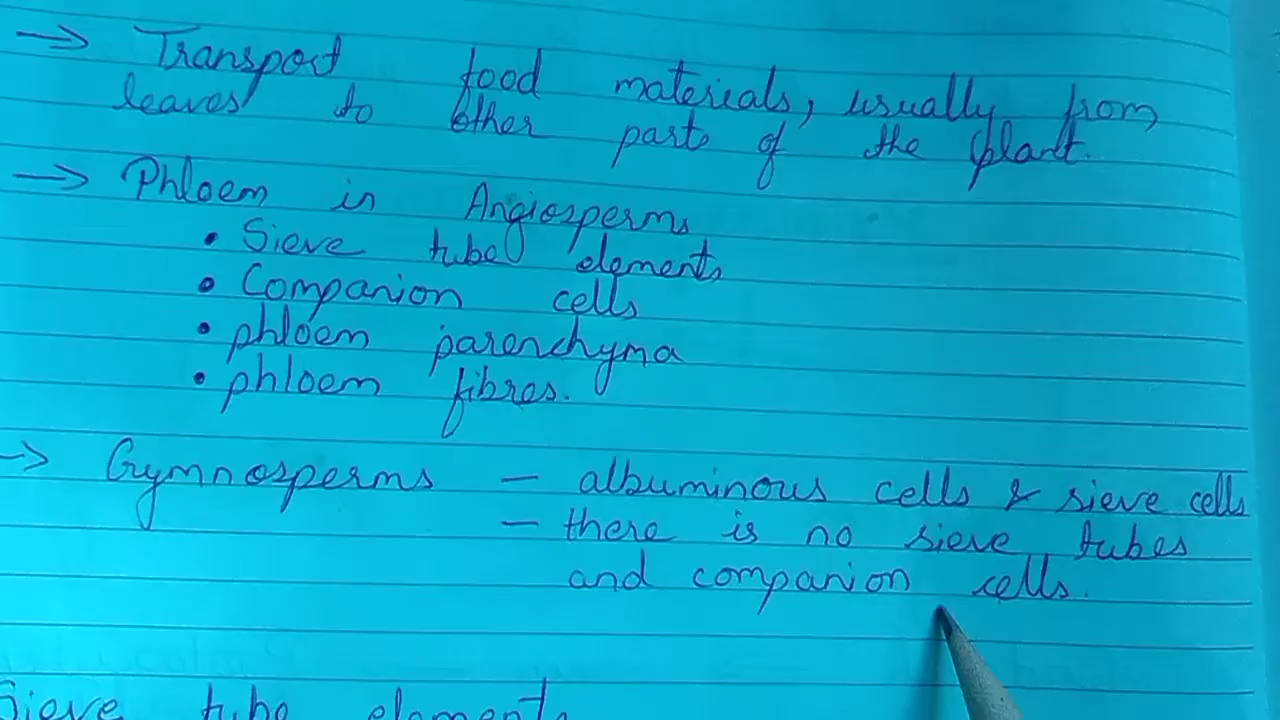 → Transport food materials, usually from
leaves to other parts of the plant.
→ Phloem in Angiosperms
• Sieve tube elements
• Companion cells
• phloem parenchyma
• phloem fibres.
→ Gymnosperms - albuminous cells & sieve cells
- there is no sieve tubes
and companion cells.
Sieve tube elements